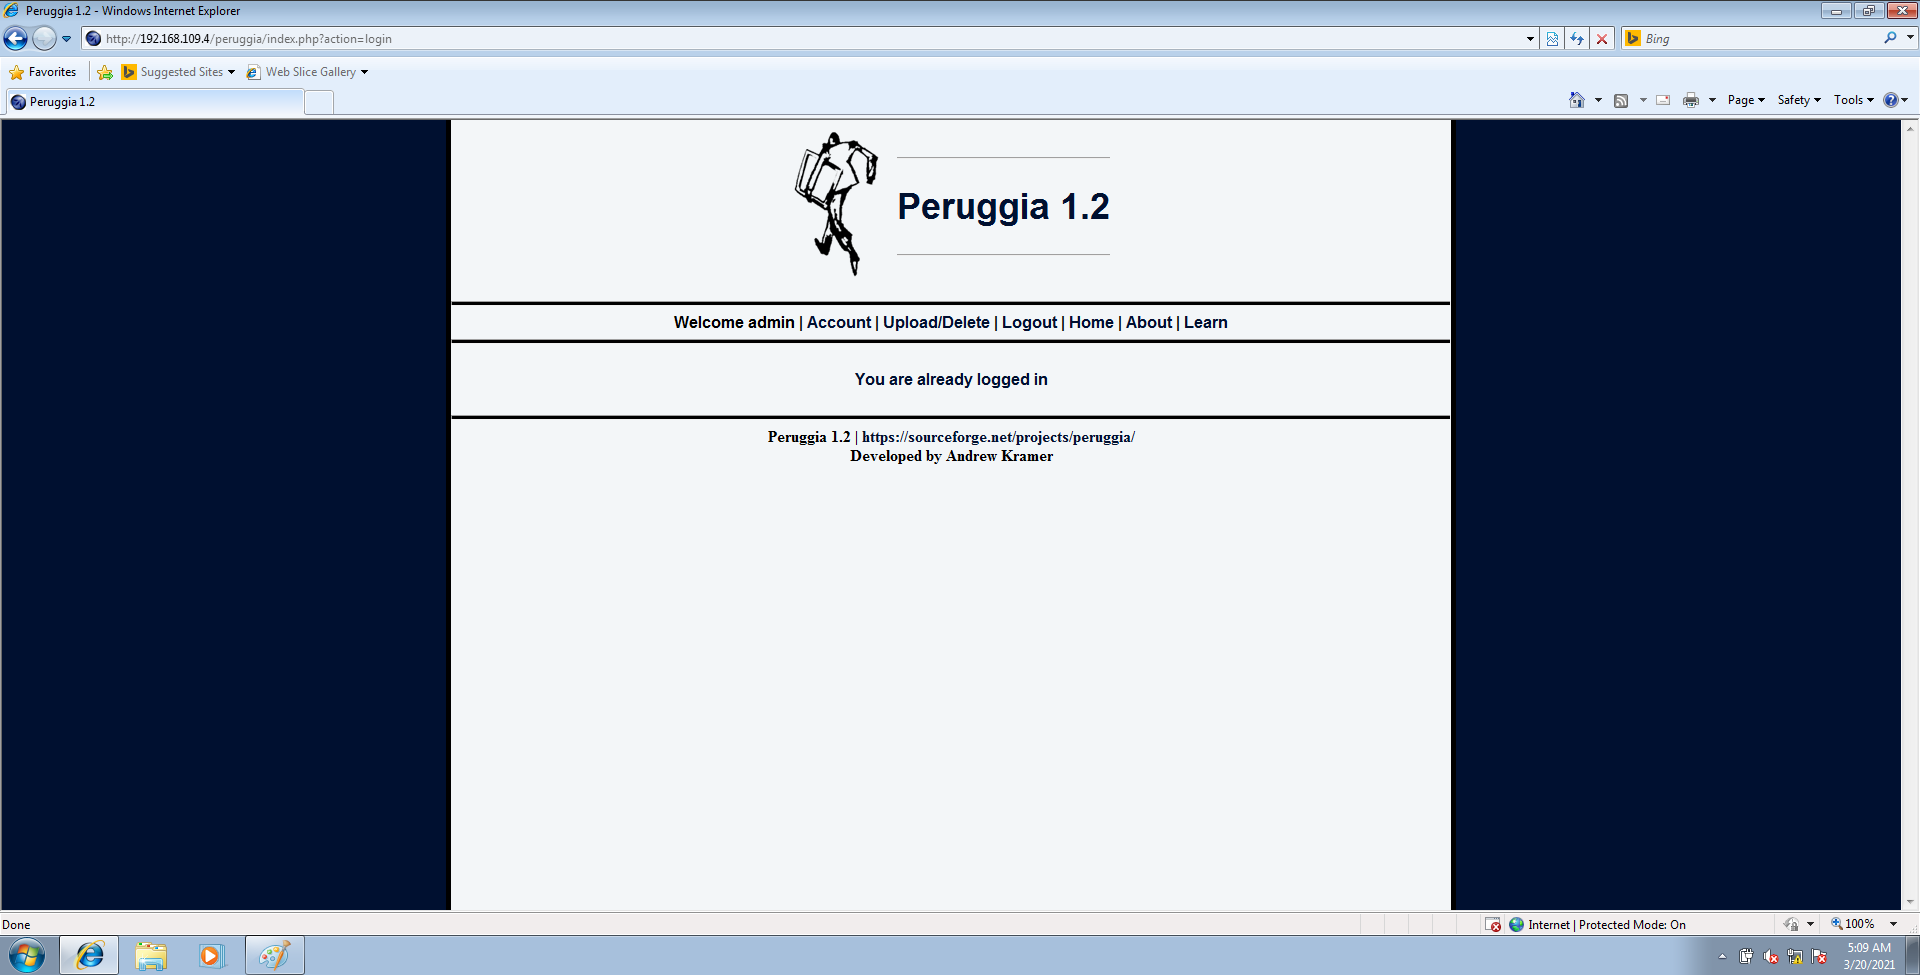 Peruggia 1.2 - Windows Internet Explorer
http://192.168.109.4/peruggia/index.php?action=login
Bing
Favorites
Suggested Sites
Web Slice Gallery
Peruggia 1.2
Page
Safety
Tools
Peruggia 1.2
Welcome admin | Account | Upload/Delete | Logout | Home | About | Learn
You are already logged in
Peruggia 1.2 | https://sourceforge.net/projects/peruggia/
Developed by Andrew Kramer
Done
Internet | Protected Mode: On
100%
5:09 AM
3/20/2021